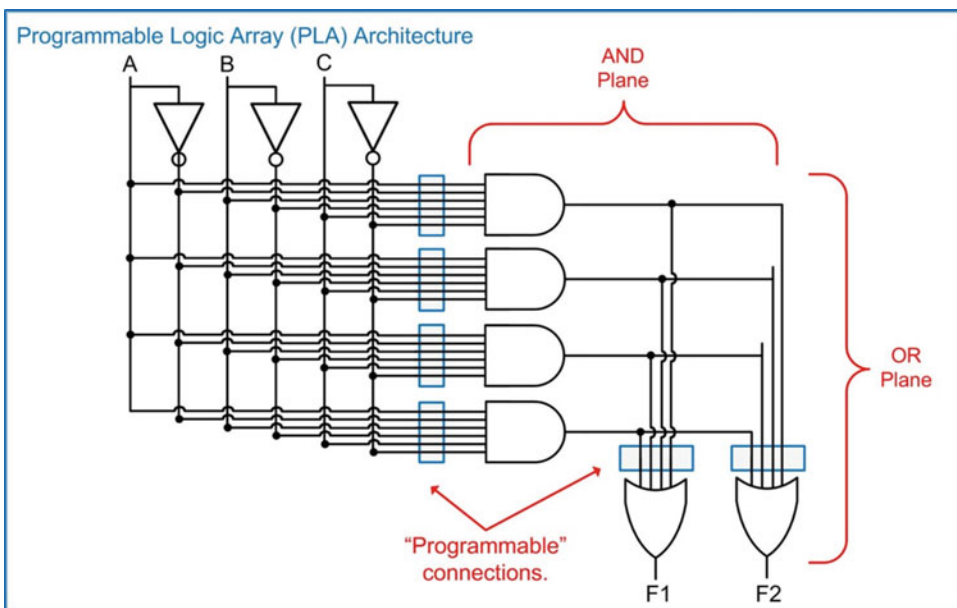 Programmable Logic Array (PLA) Architecture
A B C
AND
Plane
OR
Plane
“Programmable”
connections.
F1 F2